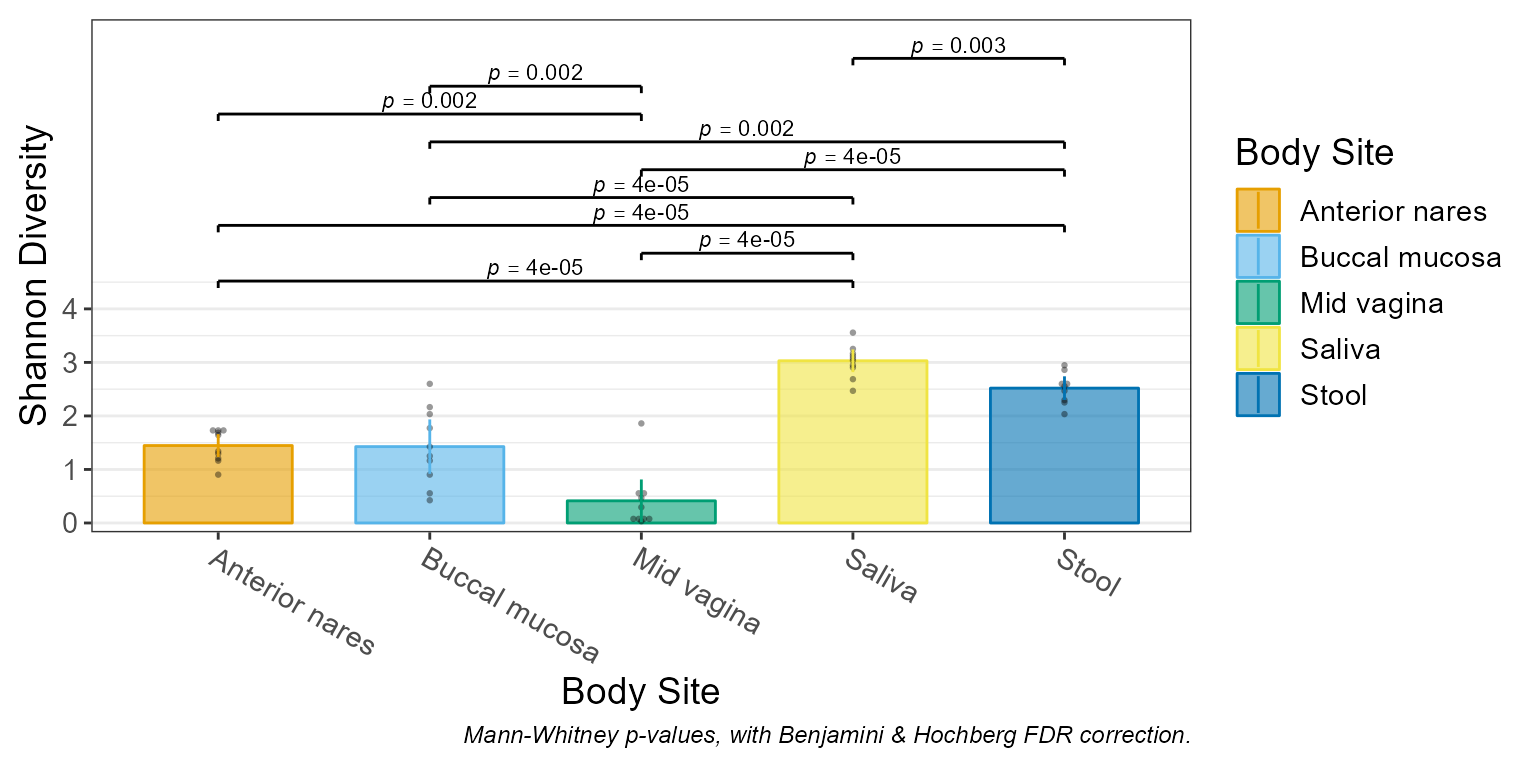 p = 0.003
p = 0.002
p = 0.002
p = 0.002
p = 4e-05
p = 4e-05
p = 4e-05
p = 4e-05
p = 4e-05
Shannon Diversity
4
3
2
1
0
Anterior nares
Buccal mucosa
Mid vagina
Saliva
Stool
Body Site
Mann-Whitney p-values, with Benjamini & Hochberg FDR correction.
Body Site
Anterior nares
Buccal mucosa
Mid vagina
Saliva
Stool